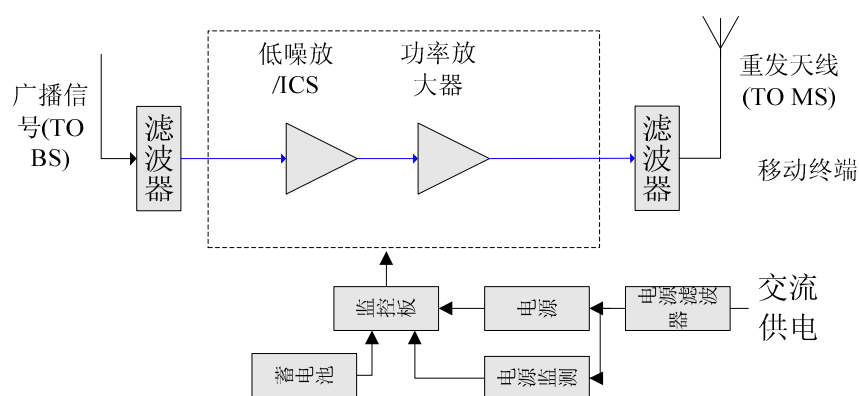 广播信
号(TO
BS)
滤波器
低噪放
/ICS
功率放
大器
滤波器
重发天线
(TO MS)
移动终端
监控板
电源
电源滤波
器
交流
供电
蓄电池
电源监测